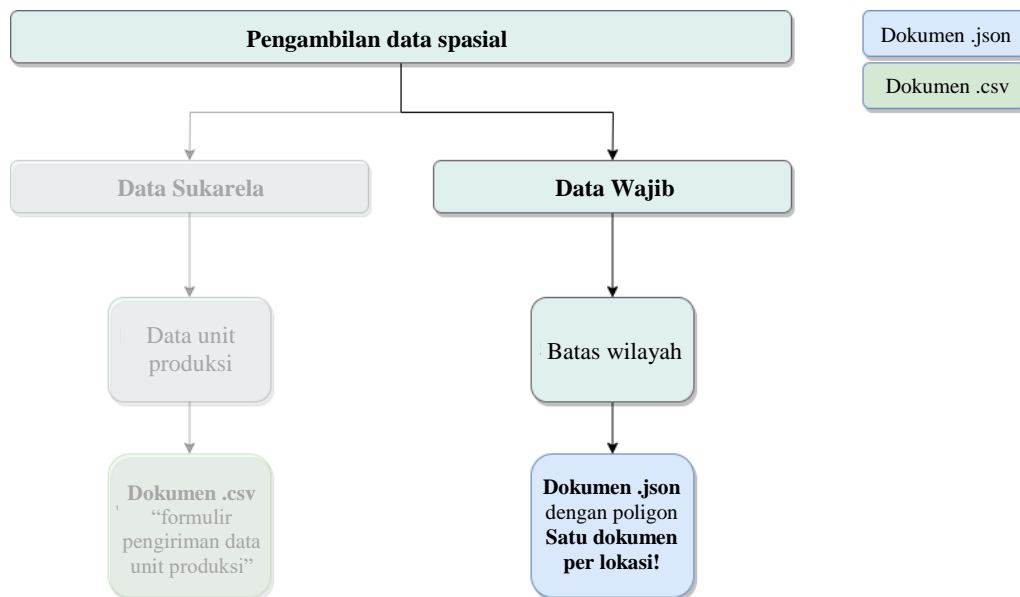 Pengambilan data spasial
Dokumen .json
Dokumen .csv
Data Sukarela
Data Wajib
Data unit
produksi
Batas wilayah
Dokumen .csv
“formulir
pengiriman data
unit produksi”
Dokumen .json
dengan poligon
Satu dokumen
per lokasi!